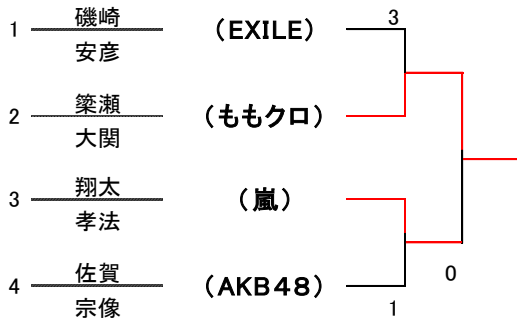 磯崎
1 (EXILE) 3
安彦
簗瀬
2 (ももクロ)
大関
翔太
3 (嵐)
孝法
佐賀
4 (AKB48) 0
宗像
1